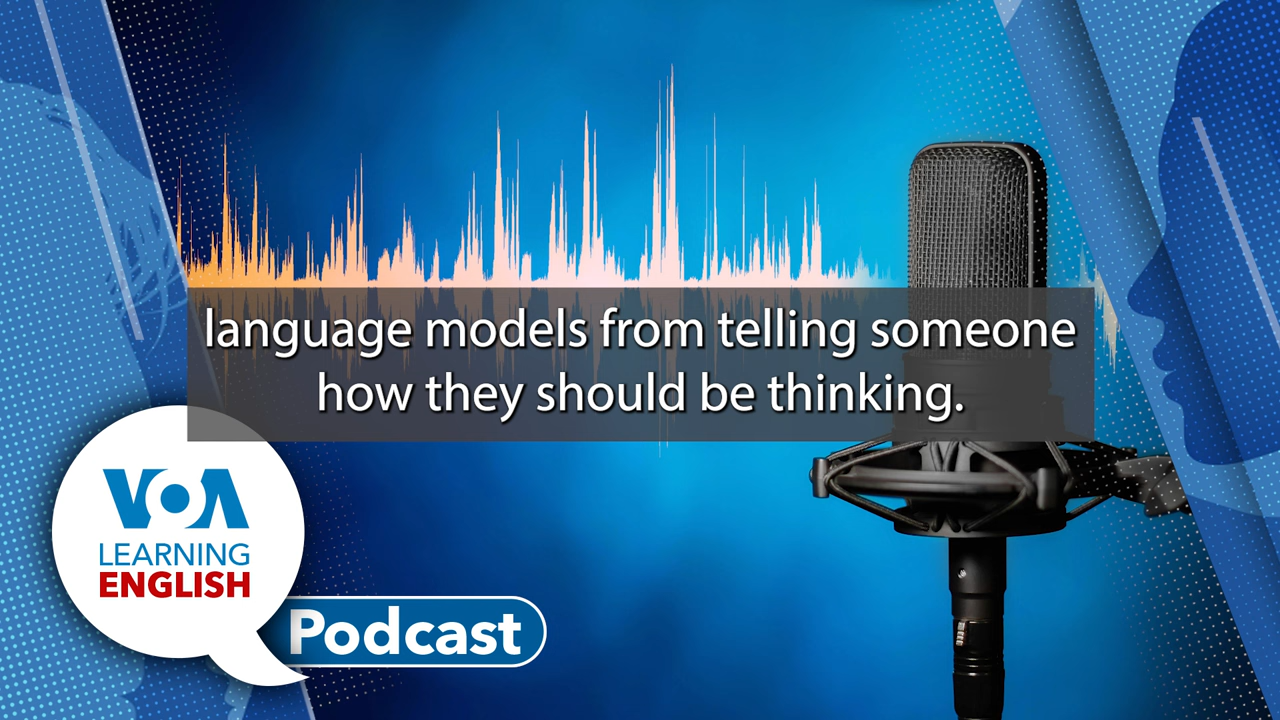 language models from telling someone
how they should be thinking.
VOA
LEARNING
ENGLISH
Podcast